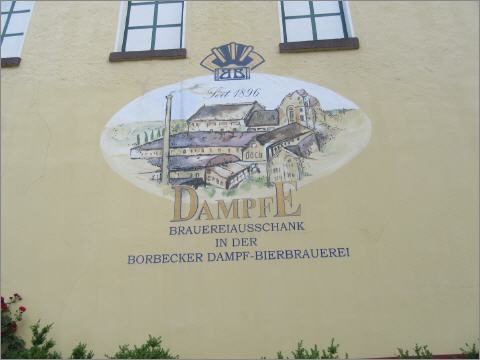 Seit 1896
DAMPFE
BRAUEREIAUSSCHANK
IN DER
BORBECKER DAMPF-BIERBRAUEREI